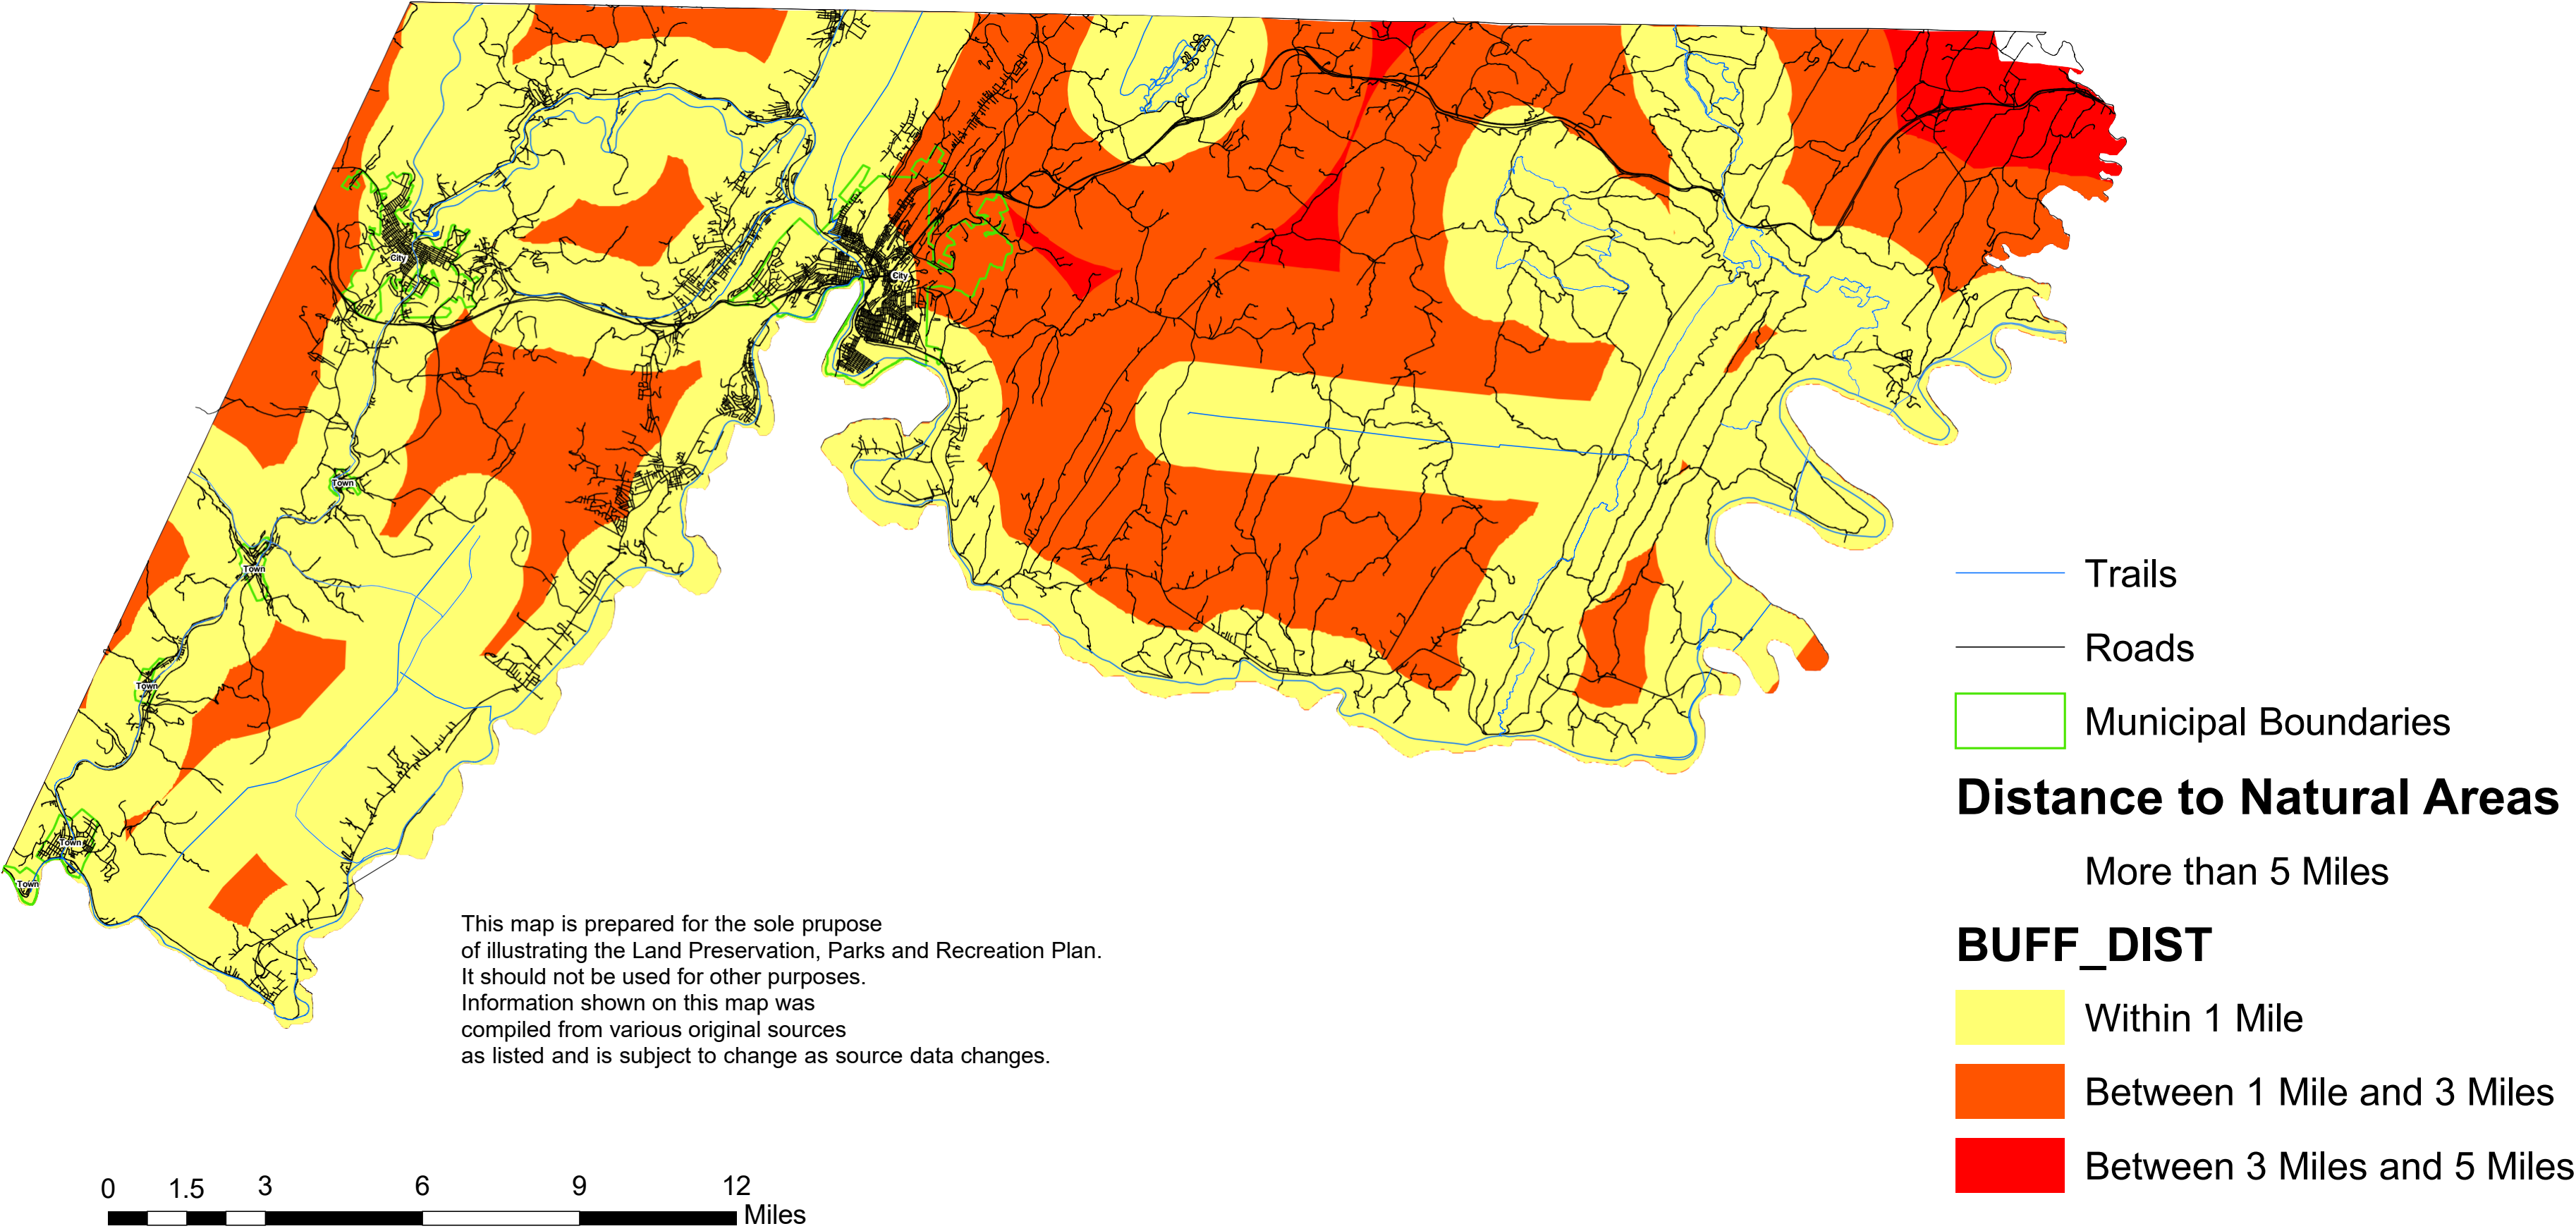 City
City
Town
Town
Town
Town
Town
Trails
Roads
Municipal Boundaries
Distance to Natural Areas
More than 5 Miles
BUFF_DIST
Within 1 Mile
Between 1 Mile and 3 Miles
Between 3 Miles and 5 Miles
This map is prepared for the sole prupose
of illustrating the Land Preservation, Parks and Recreation Plan.
It should not be used for other purposes.
Information shown on this map was
compiled from various original sources
as listed and is subject to change as source data changes.
0 1.5 3 6 9 12
Miles